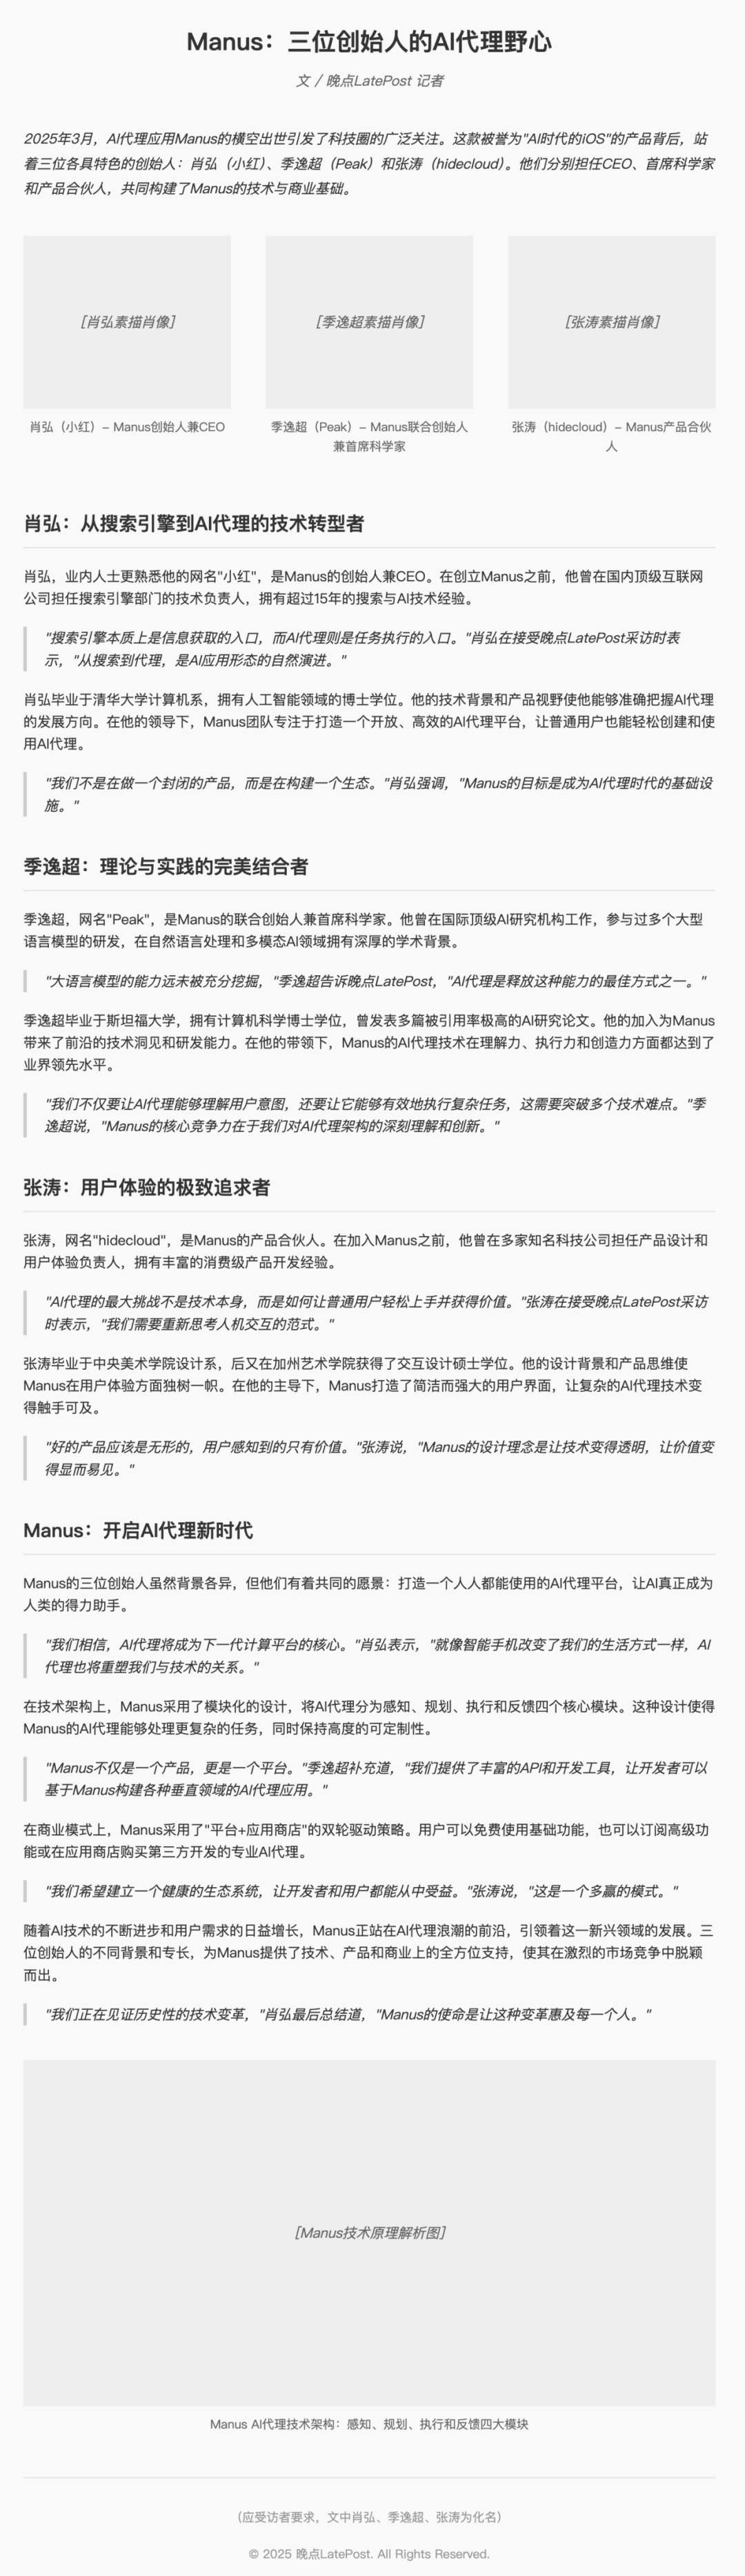 Manus：三位创始人的AI代理野心
文 / 晚点LatePost 记者
2025年3月，AI代理应用Manus的横空出世引发了科技圈的广泛关注。这款被誉为"AI时代的iOS"的产品背后，站
着三位各具特色的创始人：肖弘（小红）、季逸超（Peak）和张涛（hidecloud）。他们分别担任CEO、首席科学家
和产品合伙人，共同构建了Manus的技术与商业基础。
[肖弘素描肖像]
[季逸超素描肖像]
[张涛素描肖像]
肖弘（小红）- Manus创始人兼CEO
季逸超（Peak）- Manus联合创始人
兼首席科学家
张涛（hidecloud）- Manus产品合伙
人
肖弘：从搜索引擎到AI代理的技术转型者
肖弘，业内人士更熟悉他的网名"小红"，是Manus的创始人兼CEO。在创立Manus之前，他曾在国内顶级互联网
公司担任搜索引擎部门的技术负责人，拥有超过15年的搜索与AI技术经验。
"搜索引擎本质上是信息获取的入口，而AI代理则是任务执行的入口。"肖弘在接受晚点LatePost采访时表
示，"从搜索到代理，是AI应用形态的自然演进。"
肖弘毕业于清华大学计算机系，拥有人工智能领域的博士学位。他的技术背景和产品视野使他能够准确把握AI代理
的发展方向。在他的领导下，Manus团队专注于打造一个开放、高效的AI代理平台，让普通用户也能轻松创建和使
用AI代理。
"我们不是在做一个封闭的产品，而是在构建一个生态。"肖弘强调，"Manus的目标是成为AI代理时代的基础设
施。"
季逸超：理论与实践的完美结合者
季逸超，网名"Peak"，是Manus的联合创始人兼首席科学家。他曾在国际顶级AI研究机构工作，参与过多个大型
语言模型的研发，在自然语言处理和多模态AI领域拥有深厚的学术背景。
"大语言模型的能力远未被充分挖掘，"季逸超告诉晚点LatePost，"AI代理是释放这种能力的最佳方式之一。"
季逸超毕业于斯坦福大学，拥有计算机科学博士学位，曾发表多篇被引用率极高的AI研究论文。他的加入为Manus
带来了前沿的技术洞见和研发能力。在他的带领下，Manus的AI代理技术在理解力、执行力和创造力方面都达到了
业界领先水平。
"我们不仅要让AI代理能够理解用户意图，还要让它能够有效地执行复杂任务，这需要突破多个技术难点。"季
逸超说，"Manus的核心竞争力在于我们对AI代理架构的深刻理解和创新。"
张涛：用户体验的极致追求者
张涛，网名"hidecloud"，是Manus的产品合伙人。在加入Manus之前，他曾在多家知名科技公司担任产品设计和
用户体验负责人，拥有丰富的消费级产品开发经验。
"AI代理的最大挑战不是技术本身，而是如何让普通用户轻松上手并获得价值。"张涛在接受晚点LatePost采访
时表示，"我们需要重新思考人机交互的范式。"
张涛毕业于中央美术学院设计系，后又在加州艺术学院获得了交互设计硕士学位。他的设计背景和产品思维使
Manus在用户体验方面独树一帜。在他的主导下，Manus打造了简洁而强大的用户界面，让复杂的AI代理技术变
得触手可及。
"好的产品应该是无形的，用户感知到的只有价值。"张涛说，"Manus的设计理念是让技术变得透明，让价值变
得显而易见。"
Manus：开启AI代理新时代
Manus的三位创始人虽然背景各异，但他们有着共同的愿景：打造一个人人都能使用的AI代理平台，让AI真正成为
人类的得力助手。
"我们相信，AI代理将成为下一代计算平台的核心。"肖弘表示，"就像智能手机改变了我们的生活方式一样，AI
代理也将重塑我们与技术的关系。"
在技术架构上，Manus采用了模块化的设计，将AI代理分为感知、规划、执行和反馈四个核心模块。这种设计使得
Manus的AI代理能够处理更复杂的任务，同时保持高度的可定制性。
"Manus不仅是一个产品，更是一个平台。"季逸超补充道，"我们提供了丰富的API和开发工具，让开发者可以
基于Manus构建各种垂直领域的AI代理应用。"
在商业模式上，Manus采用了"平台+应用商店"的双轮驱动策略。用户可以免费使用基础功能，也可以订阅高级功
能或在应用商店购买第三方开发的专业AI代理。
"我们希望建立一个健康的生态系统，让开发者和用户都能从中受益。"张涛说，"这是一个多赢的模式。"
随着AI技术的不断进步和用户需求的日益增长，Manus正站在AI代理浪潮的前沿，引领着这一新兴领域的发展。三
位创始人的不同背景和专长，为Manus提供了技术、产品和商业上的全方位支持，使其在激烈的市场竞争中脱颖
而出。
"我们正在见证历史性的技术变革，"肖弘最后总结道，"Manus的使命是让这种变革惠及每一个人。"
[Manus技术原理解析图]
Manus AI代理技术架构：感知、规划、执行和反馈四大模块
（应受访者要求，文中肖弘、季逸超、张涛为化名）
© 2025 晚点LatePost. All Rights Reserved.